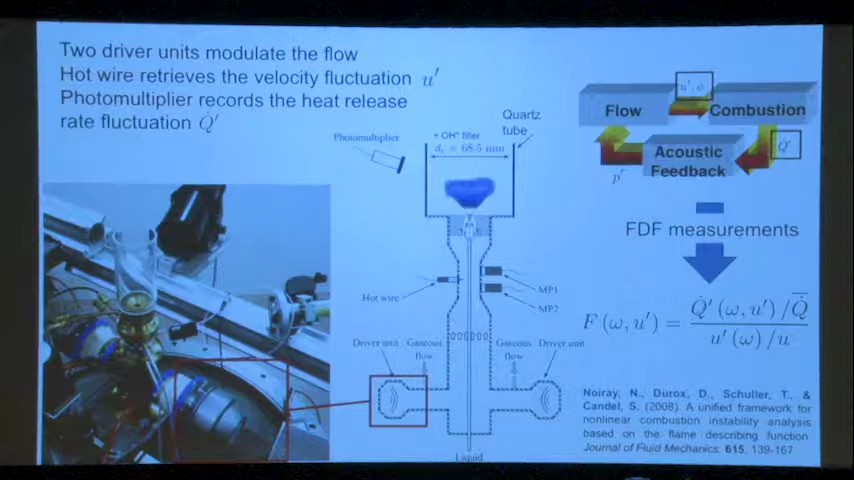 Two driver units modulate the flow
Hot wire retrieves the velocity fluctuation u′
Photomultiplier records the heat release
rate fluctuation Q̇′
Photomultiplier
+ OH* filter
Quartz
tube
= 68.5 mm
Hot wire
MP1
MP2
Driver unit
Gaseous
flow
Gaseous
flow
Driver unit
Liquid
Flow
Combustion
Q̇′
Acoustic
Feedback
p′
FDF measurements
F (ω, u′) = Q̇′ (ω, u′) / Q̇̅
u′ (ω) / u
Noiray, N., Durox, D., Schuller, T., &
Candel, S. (2008). A unified framework for
nonlinear combustion instability analysis
based on the flame describing function
Journal of Fluid Mechanics. 615, 139-167